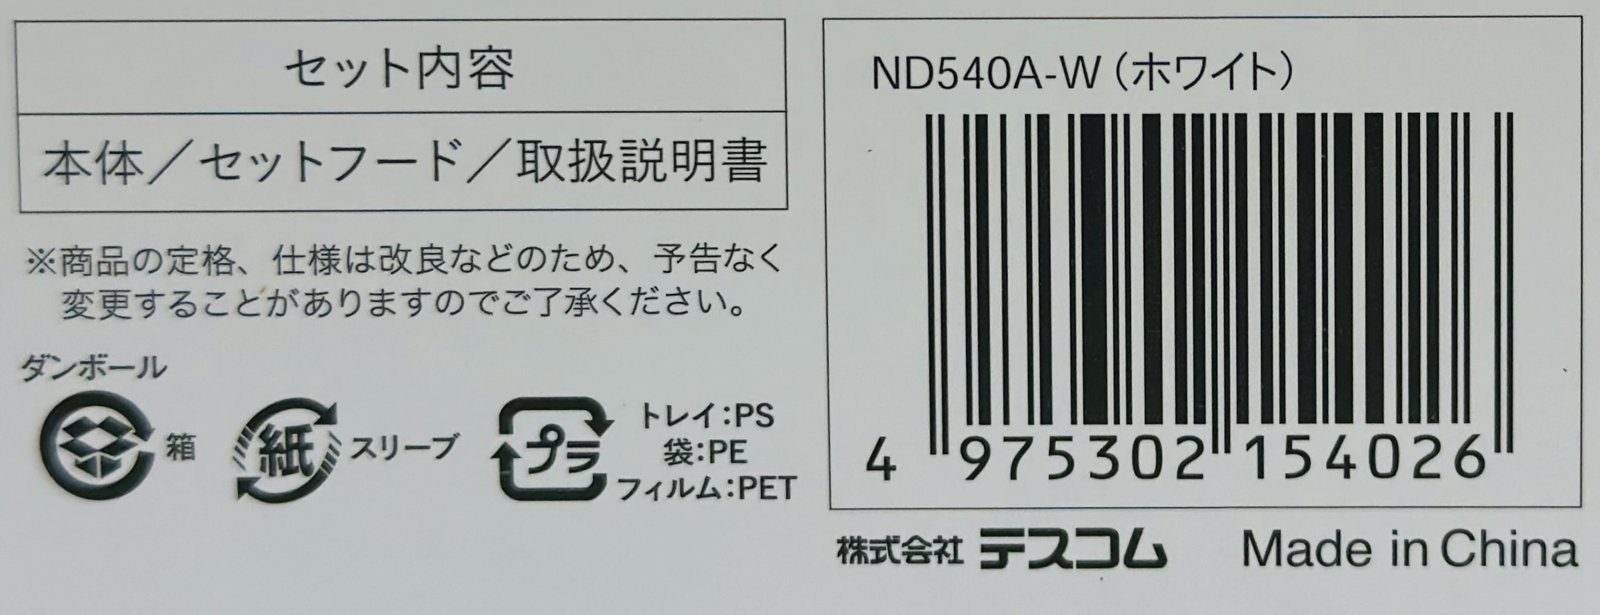 セット内容
本体／セットフード／取扱説明書
※商品の定格、仕様は改良などのため、予告なく
変更することがありますのでご了承ください。
ダンボール
箱
紙
スリーブ
プラ
トレイ:PS
袋:PE
フィルム:PET
ND540A-W（ホワイト）
4 975302 154026
株式会社 テスコム
Made in China